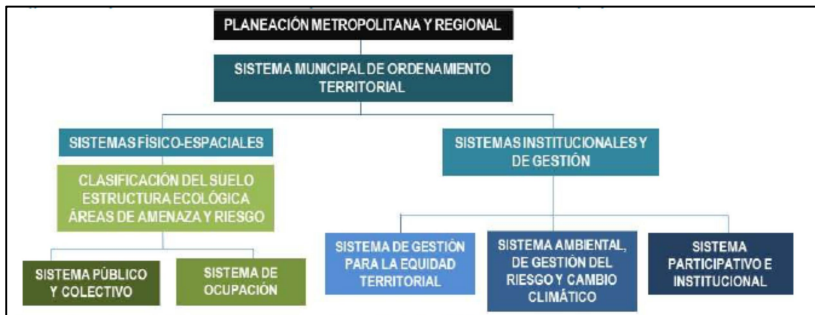 PLANEACIÓN METROPOLITANA Y REGIONAL
SISTEMA MUNICIPAL DE ORDENAMIENTO
TERRITORIAL
SISTEMAS FÍSICO-ESPACIALES
SISTEMAS INSTITUCIONALES Y
DE GESTIÓN
CLASIFICACIÓN DEL SUELO
ESTRUCTURA ECOLÓGICA
ÁREAS DE AMENAZA Y RIESGO
SISTEMA PÚBLICO
Y COLECTIVO
SISTEMA DE
OCUPACIÓN
SISTEMA DE GESTIÓN
PARA LA EQUIDAD
TERRITORIAL
SISTEMA AMBIENTAL,
DE GESTIÓN DEL
RIESGO Y CAMBIO
CLIMÁTICO
SISTEMA
PARTICIPATIVO E
INSTITUCIONAL